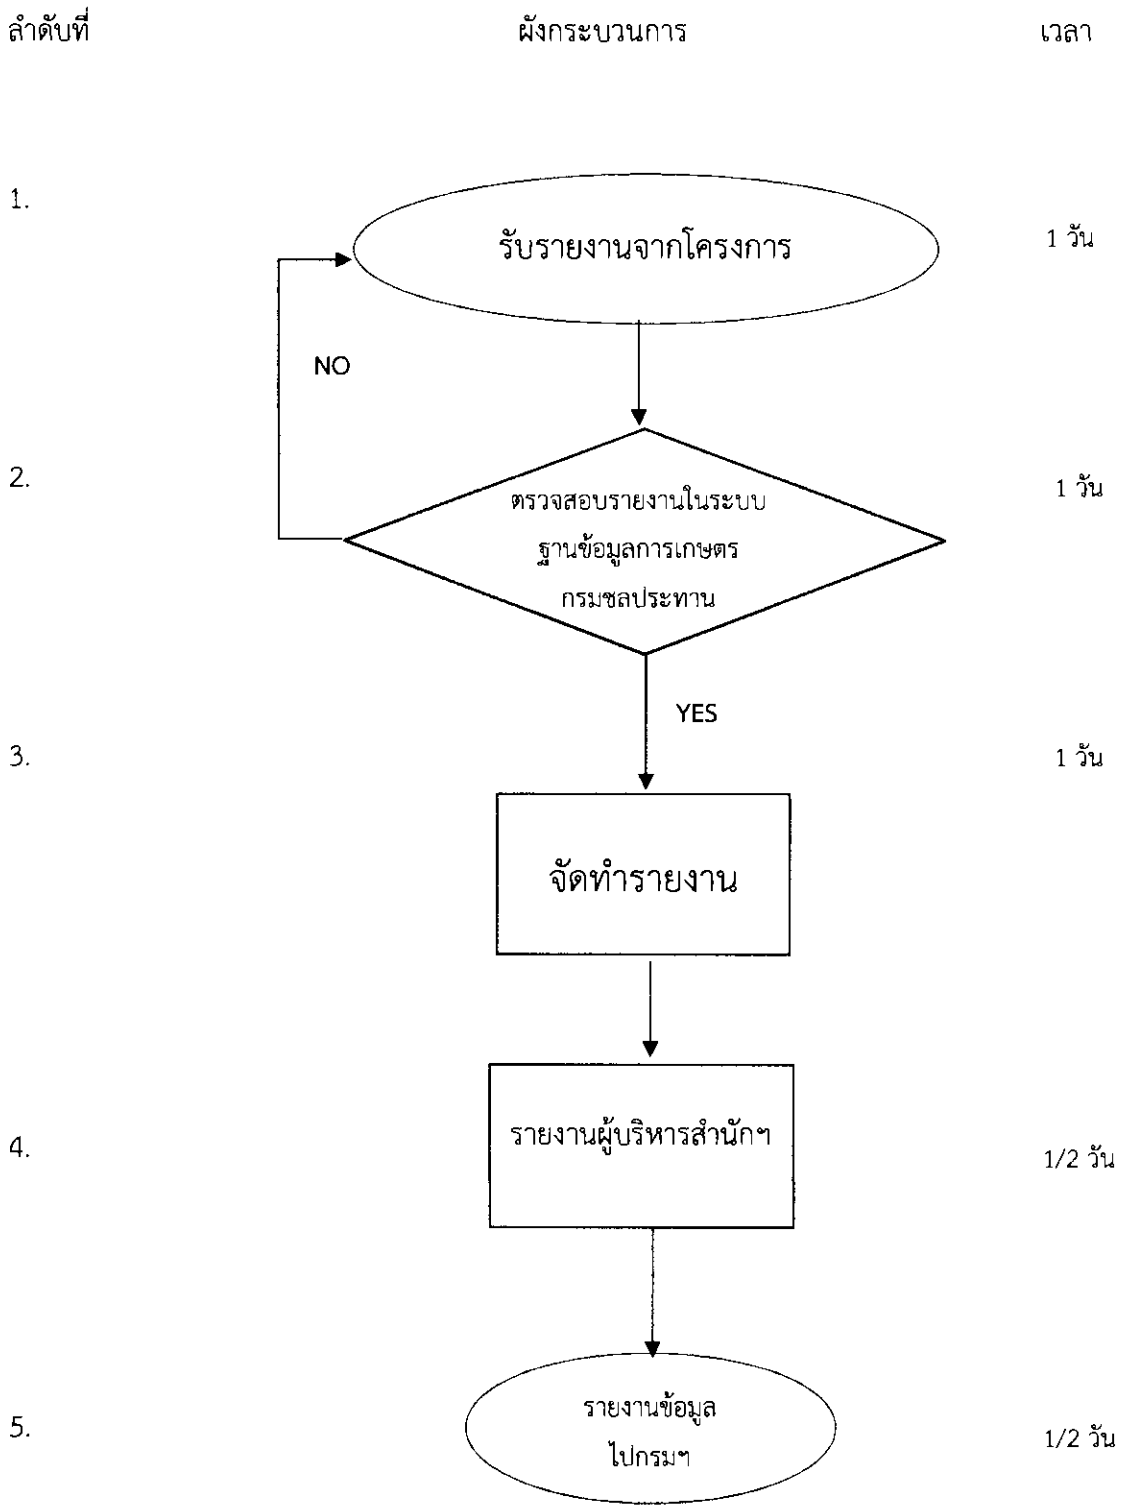 ลำดับที่ ผังกระบวนการ เวลา
1.
รับรายงานจากโครงการ 1 วัน
NO
2. 1 วัน
ตรวจสอบรายงานในระบบ
ฐานข้อมูลการเกษตร
กรมชลประทาน
YES
3. 1 วัน
จัดทำรายงาน
รายงานผู้บริหารสำนักฯ
4. 1/2 วัน
รายงานข้อมูล
5. 1/2 วัน
ไปกรมฯ